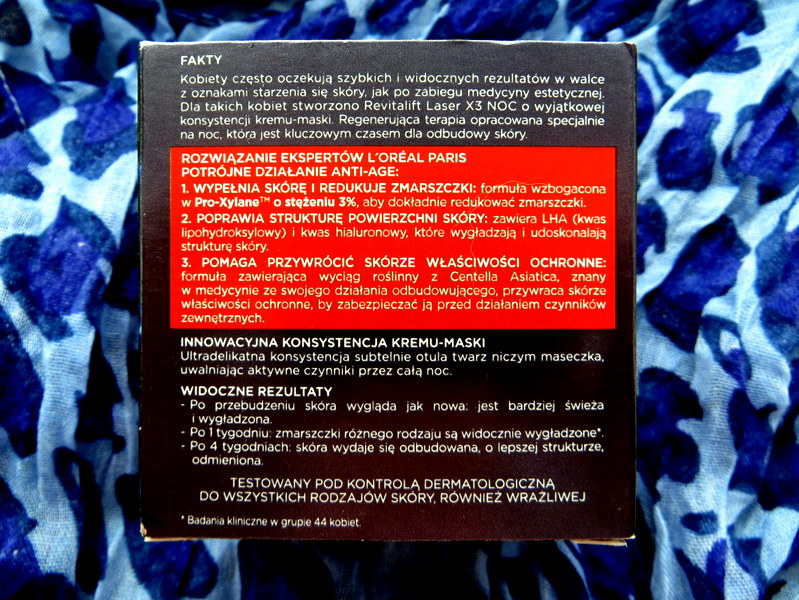 FAKTY
Kobiety często oczekują szybkich i widocznych rezultatów w walce
z oznakami starzenia się skóry, jak po zabiegu medycyny estetycznej.
Dla takich kobiet stworzono Revitalift Laser X3 NOC o wyjątkowej
konsystencji kremu-maski. Regenerująca terapia opracowana specjalnie
na noc, która jest kluczowym czasem dla odbudowy skóry.
ROZWIĄZANIE EKSPERTÓW L'ORÉAL PARIS
POTRÓJNE DZIAŁANIE ANTI-AGE:
1. WYPEŁNIA SKÓRĘ I REDUKUJE ZMARSZCZKI: formuła wzbogacona
w Pro-Xylane™ o stężeniu 3%, aby dokładnie redukować zmarszczki.
2. POPRAWIA STRUKTURĘ POWIERZCHNI SKÓRY: zawiera LHA (kwas
lipohydroksylowy) i kwas hialuronowy, które wygładzają i udoskonalają
strukturę skóry.
3. POMAGA PRZYWRÓCIĆ SKÓRZE WŁAŚCIWOŚCI OCHRONNE:
formuła zawierająca wyciąg roślinny z Centella Asiatica, znany
w medycynie ze swojego działania odbudowującego, przywraca skórze
właściwości ochronne, by zabezpieczać ją przed działaniem czynników
zewnętrznych.
INNOWACYJNA KONSYSTENCJA KREMU-MASKI
Ultradelikatna konsystencja subtelnie otula twarz niczym maseczka,
uwalniając aktywne czynniki przez całą noc.
WIDOCZNE REZULTATY
- Po przebudzeniu skóra wygląda jak nowa: jest bardziej świeża
i wygładzona.
- Po 1 tygodniu: zmarszczki różnego rodzaju są widocznie wygładzone*.
- Po 4 tygodniach: skóra wydaje się odbudowana, o lepszej strukturze,
odmieniona.
TESTOWANY POD KONTROLĄ DERMATOLOGICZNĄ
DO WSZYSTKICH RODZAJÓW SKÓRY, RÓWNIEŻ WRAŻLIWEJ
* Badania kliniczne w grupie 44 kobiet.